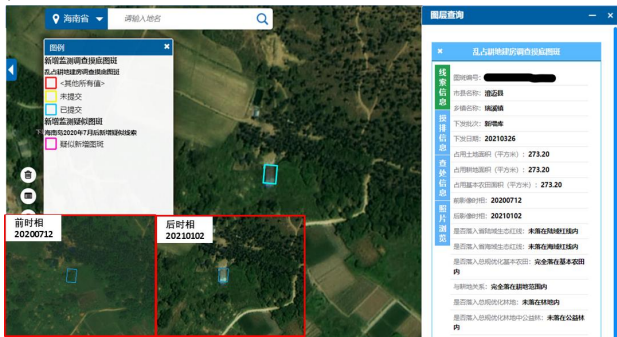 海南省
请输入地名
图层查询
图例
新增监测调查摸底图斑
乱占耕地建房调查摸底图斑
<其他所有值>
未提交
已提交
新增监测疑似图斑
海南岛2020年7月后新增疑似线索
疑似新增图斑
前时相
20200712
后时相
20210102
乱占耕地建房调查摸底图斑
线索信息
摸排信息
查处信息
照片浏览
图斑编号：
市县名称：澄迈县
乡镇名称：瑞溪镇
下发批次：新增库
下发日期：20210326
占用土地面积（平方米）：273.20
占用耕地面积（平方米）：273.20
占用基本农田面积（平方米）：273.20
前影像时相：20200712
后影像时相：20210102
是否落入省陆域生态红线：未落在陆域红线内
是否落入省海域生态红线：未落在海域红线内
是否落入总规优化基本农田：完全落在基本农田
内
与耕地关系：完全落在耕地范围内
是否落入总规优化林地：未落在林地内
是否落入总规优化林地中公益林：未落在公益林
内